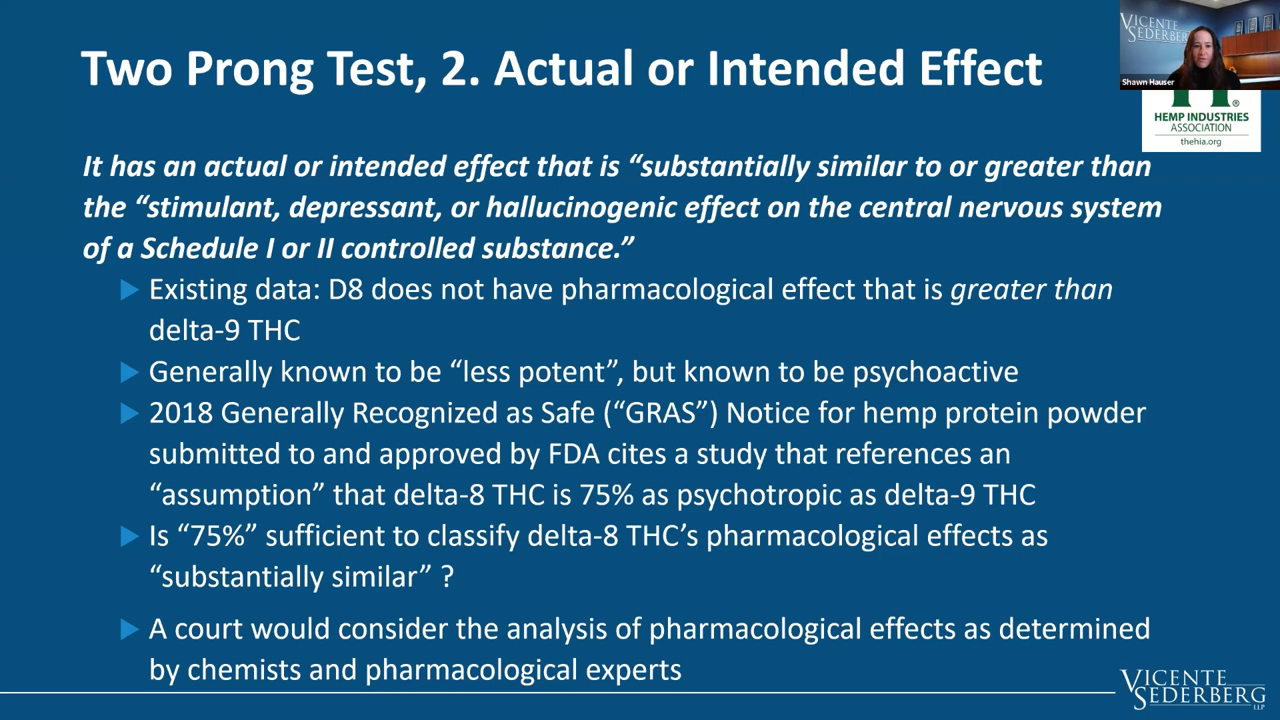 Two Prong Test, 2. Actual or Intended Effect
VICENTE
SEDERBERG
Shawn Hauser
®
HEMP INDUSTRIES
ASSOCIATION
thehia.org
It has an actual or intended effect that is “substantially similar to or greater than
the “stimulant, depressant, or hallucinogenic effect on the central nervous system
of a Schedule I or II controlled substance.”
Existing data: D8 does not have pharmacological effect that is greater than
delta-9 THC
Generally known to be “less potent”, but known to be psychoactive
2018 Generally Recognized as Safe (“GRAS”) Notice for hemp protein powder
submitted to and approved by FDA cites a study that references an
“assumption” that delta-8 THC is 75% as psychotropic as delta-9 THC
Is “75%” sufficient to classify delta-8 THC’s pharmacological effects as
“substantially similar” ?
A court would consider the analysis of pharmacological effects as determined
by chemists and pharmacological experts
VICENTE
SEDERBERG
LLP